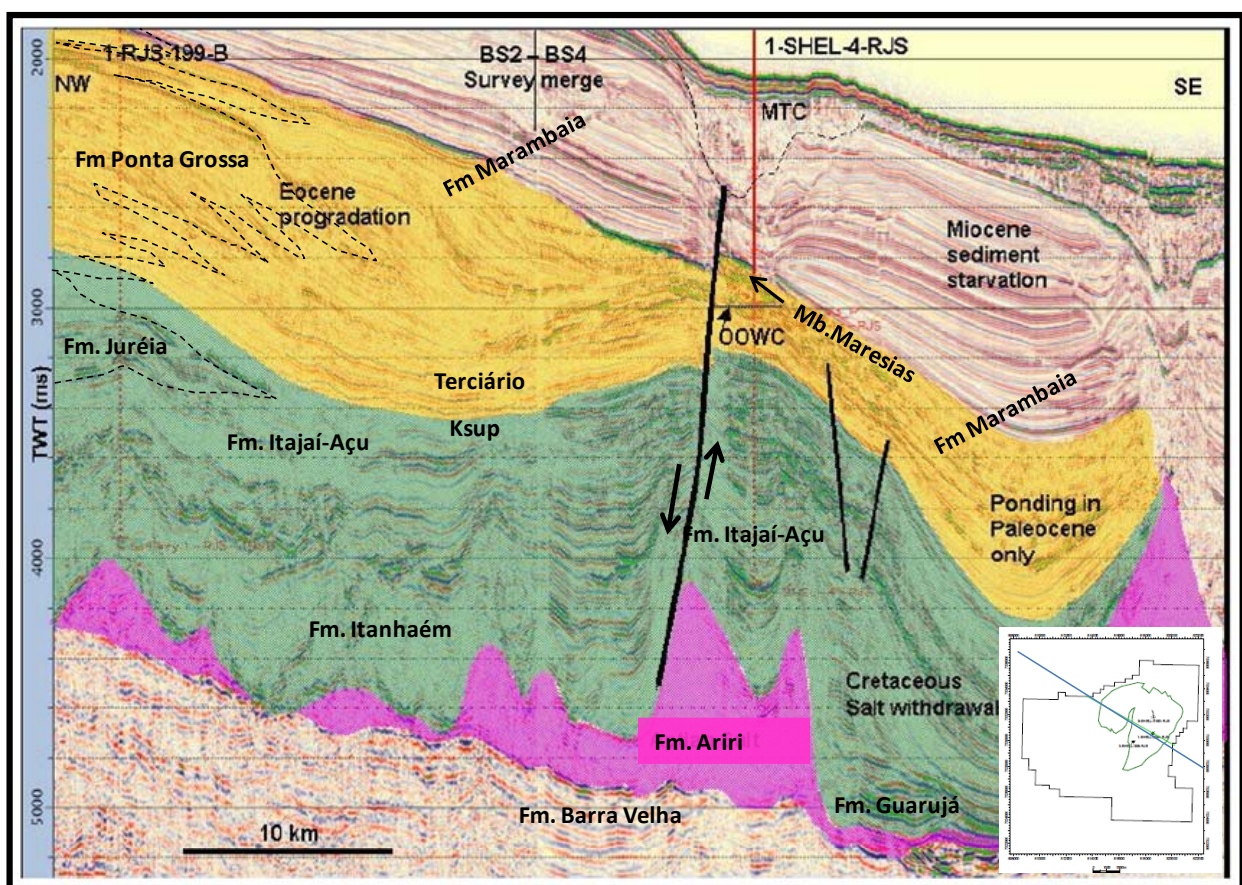 1-RJS-199-B
BS2 – BS4
Survey merge
1-SHEL-4-RJS
2000
NW
SE
MTC
Fm Marambaia
Fm Ponta Grossa
Eocene
progradation
Miocene
sediment
starvation
3000
OOWC
Mb.Maresias
Fm. Juréia
Terciário
Ksup
Fm. Itajaí-Açu
Fm Marambaia
TWT (ms)
Ponding in
Paleocene
only
Fm. Itajaí-Açu
4000
Fm. Itanhaém
Cretaceous
Salt withdrawal
Fm. Ariri
5000
Fm. Barra Velha
Fm. Guarujá
10 km